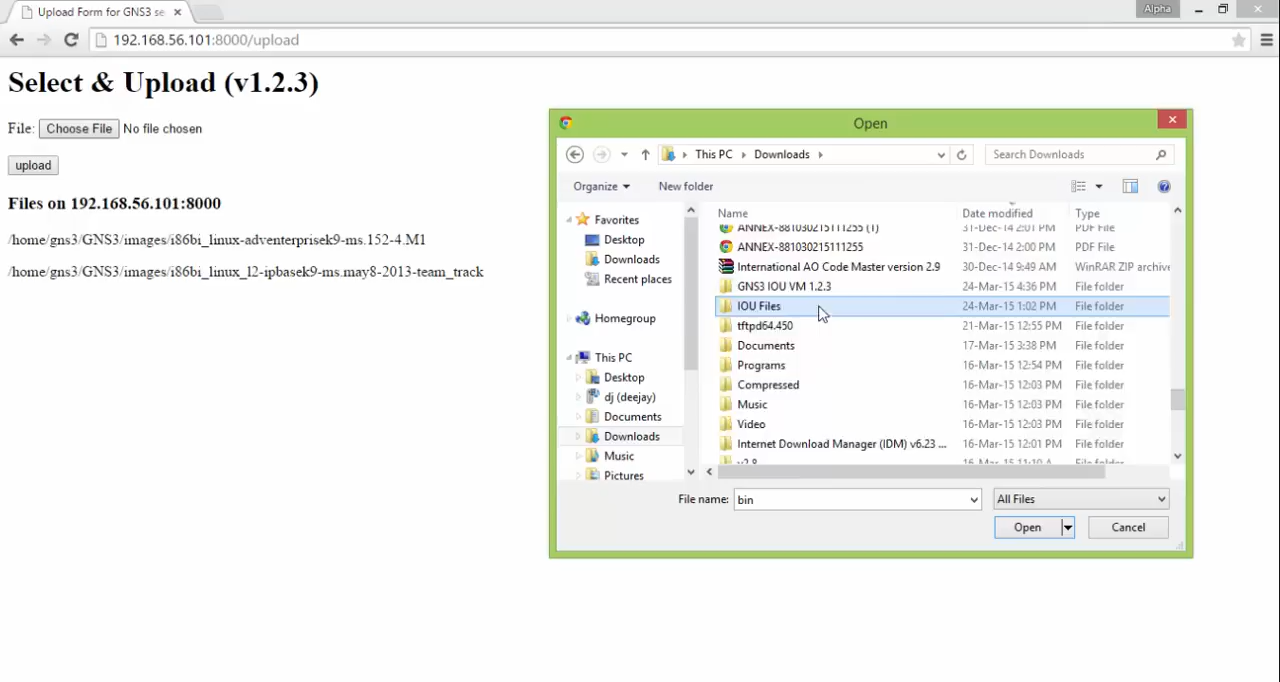 Upload Form for GNS3 se
Alpha
192.168.56.101:8000/upload
Select & Upload (v1.2.3)
File: Choose File No file chosen
upload
Files on 192.168.56.101:8000
/home/gns3/GNS3/images/i86bi_linux-adventerprisek9-ms.152-4.M1
/home/gns3/GNS3/images/i86bi_linux_l2-ipbasek9-ms.may8-2013-team_track
Open
This PC Downloads
Search Downloads
Organize New folder
Favorites
Desktop
Downloads
Recent places
Homegroup
This PC
Desktop
dj (deejay)
Documents
Downloads
Music
Pictures
Name Date modified Type
ANNEX-881030215111255 (1) 31-Dec-14 2:01 PM PDF File
ANNEX-881030215111255 31-Dec-14 2:00 PM PDF File
International AO Code Master version 2.9 30-Dec-14 9:49 AM WinRAR ZIP archive
GNS3 IOU VM 1.2.3 24-Mar-15 4:36 PM File folder
IOU Files 24-Mar-15 1:02 PM File folder
tftpd64.450 21-Mar-15 12:55 PM File folder
Documents 17-Mar-15 3:38 PM File folder
Programs 16-Mar-15 12:54 PM File folder
Compressed 16-Mar-15 12:03 PM File folder
Music 16-Mar-15 12:03 PM File folder
Video 16-Mar-15 12:03 PM File folder
Internet Download Manager (IDM) v6.23 ... 16-Mar-15 12:01 PM File folder
File name: bin
All Files
Open
Cancel